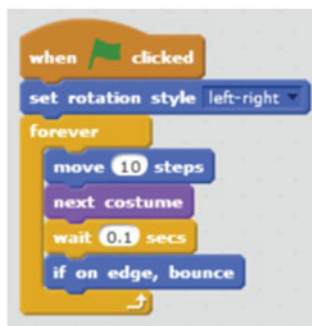 when clicked
set rotation style left-right
forever
move 10 steps
next costume
wait 0.1 secs
if on edge, bounce